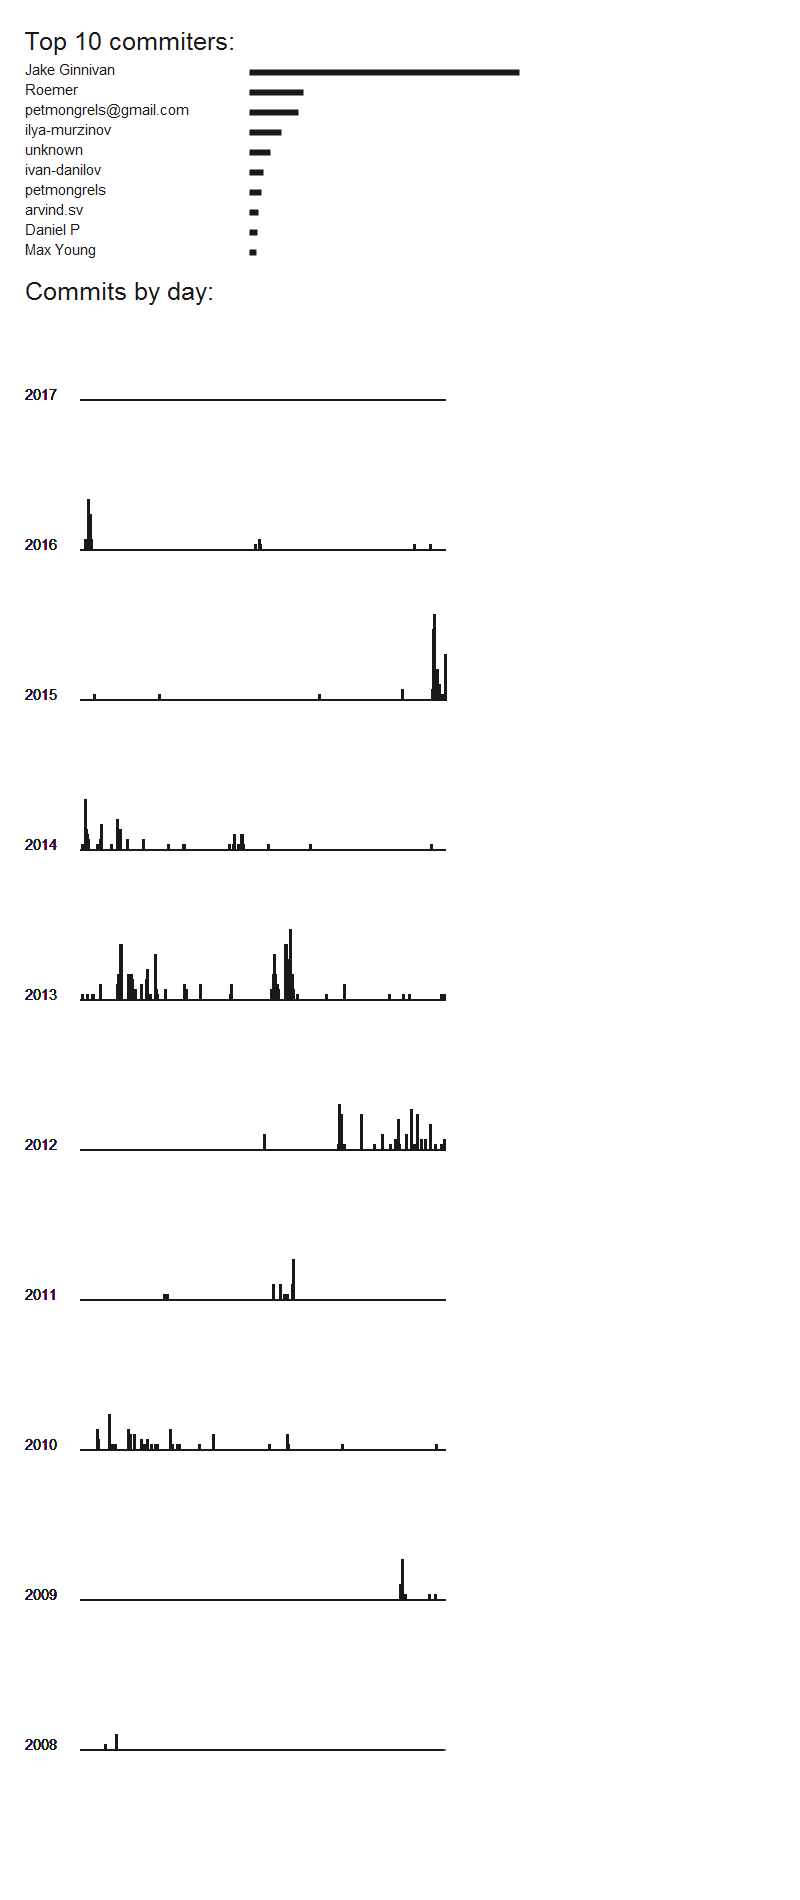 Top 10 commiters:
Jake Ginnivan
Roemer
petmongrels@gmail.com
ilya-murzinov
unknown
ivan-danilov
petmongrels
arvind.sv
Daniel P
Max Young
Commits by day:
2017
2016
2015
2014
2013
2012
2011
2010
2009
2008